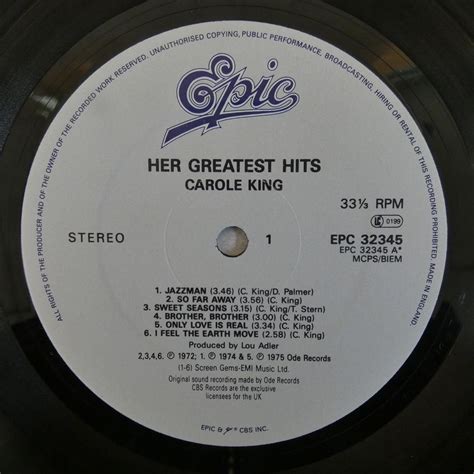 ALL RIGHTS OF THE PRODUCER AND OF THE OWNER OF THE RECORDED WORK RESERVED. UNAUTHORISED COPYING, PUBLIC PERFORMANCE, BROADCASTING, HIRING OR RENTAL OF THIS RECORDING PROHIBITED. MADE IN ENGLAND.
Epic
HER GREATEST HITS
CAROLE KING
33⅓ RPM
0199
STEREO
1
EPC 32345
EPC 32345 A*
MCPS/BIEM
1. JAZZMAN (3.46) (C. King/D. Palmer)
2. SO FAR AWAY (3.56) (C. King)
3. SWEET SEASONS (3.15) (C. King/T. Stern)
4. BROTHER, BROTHER (3.00) (C. King)
5. ONLY LOVE IS REAL (3.34) (C. King)
6. I FEEL THE EARTH MOVE (2.58) (C. King)
Produced by Lou Adler
2,3,4,6. ℗ 1972; 1. ℗ 1974 & 5. ℗ 1975 Ode Records
(1-6) Screen Gems-EMI Music Ltd.
Original sound recording made by Ode Records
CBS Records are the exclusive
licensees for the UK
EPIC & CBS INC.